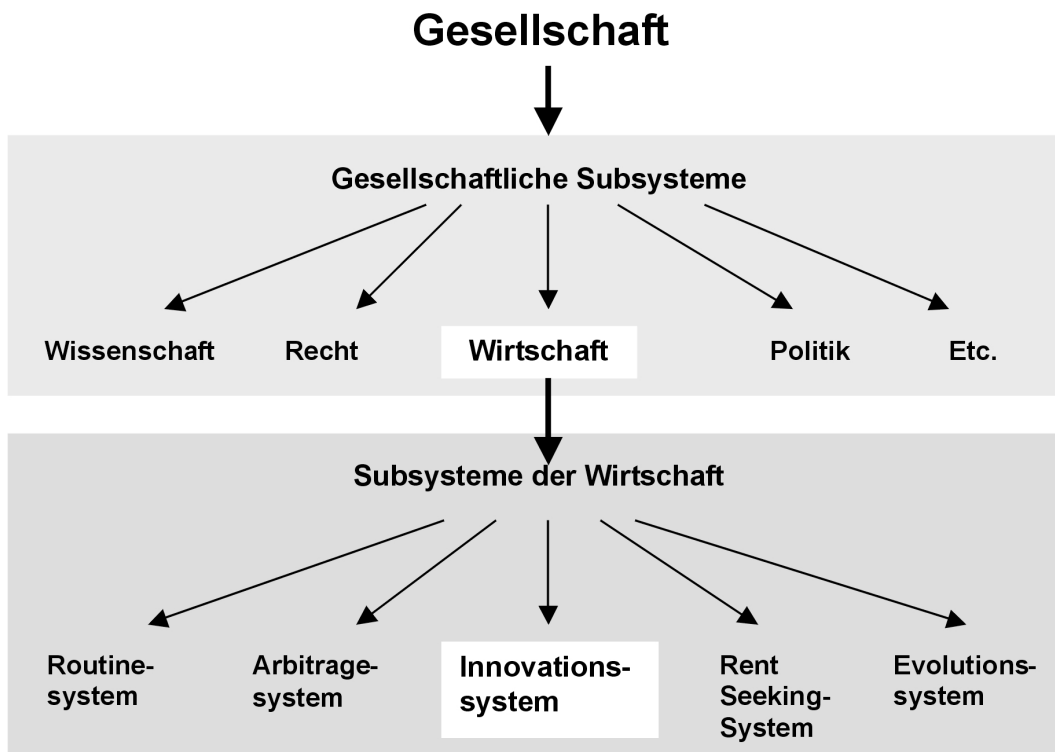 Gesellschaft
Gesellschaftliche Subsysteme
Wissenschaft
Recht
Wirtschaft
Politik
Etc.
Subsysteme der Wirtschaft
Routine-
system
Arbitrage-
system
Innovations-
system
Rent
Seeking-
System
Evolutions-
system